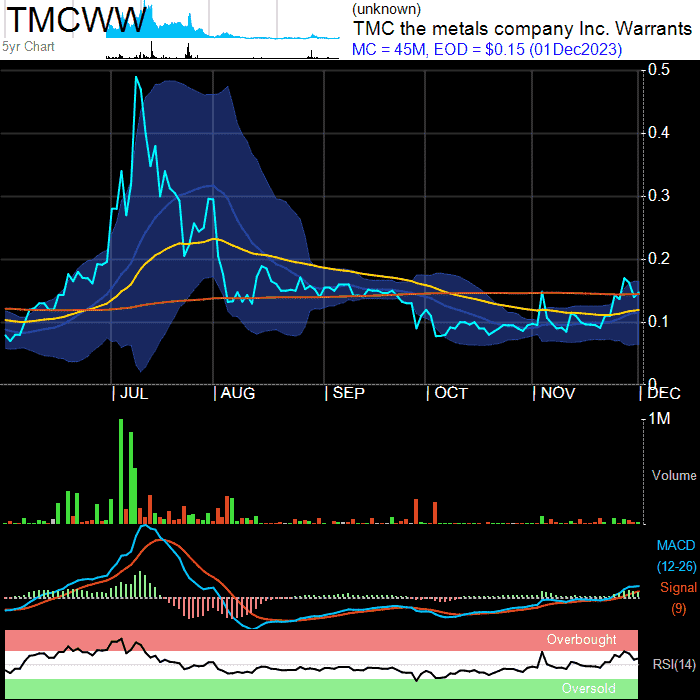 TMCWW
(unknown)
TMC the metals company Inc. Warrants
5yr Chart
MC = 45M, EOD = $0.15 (01Dec2023)
0.5
0.4
0.3
0.2
0.1
0
JUL AUG SEP OCT NOV DEC
1M
Volume
MACD
(12-26)
Signal
(9)
Overbought
RSI(14)
Oversold